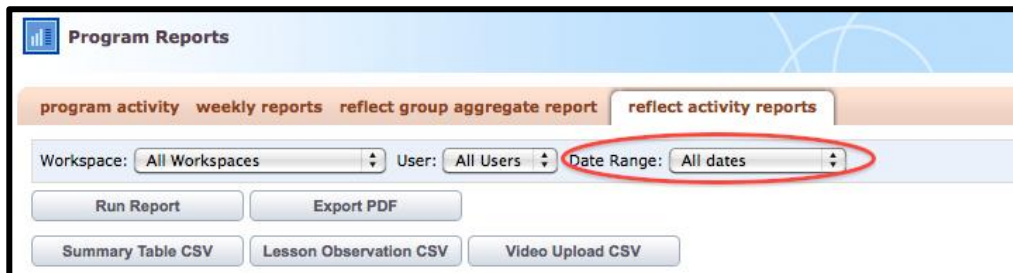 Program Reports
program activity weekly reports reflect group aggregate report reflect activity reports
Workspace: All Workspaces User: All Users Date Range: All dates
Run Report Export PDF
Summary Table CSV Lesson Observation CSV Video Upload CSV